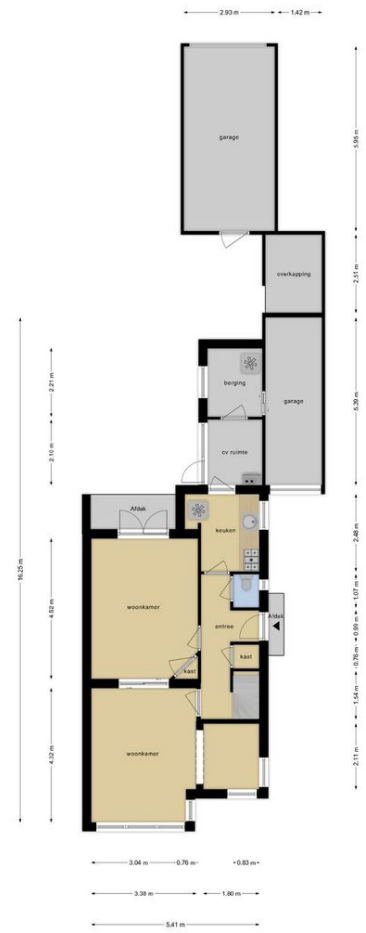 2.93 m
1.42 m
garage
5.95 m
overkapping
2.51 m
garage
5.39 m
berging
2.21 m
cv ruimte
2.10 m
16.25 m
Afdak
keuken
2.48 m
woonkamer
4.52 m
1.07 m
entree
Afdek
0.99 m
kast
kast
0.76 m
1.54 m
woonkamer
4.32 m
2.11 m
3.04 m
0.76 m
0.83 m
3.38 m
1.80 m
5.41 m